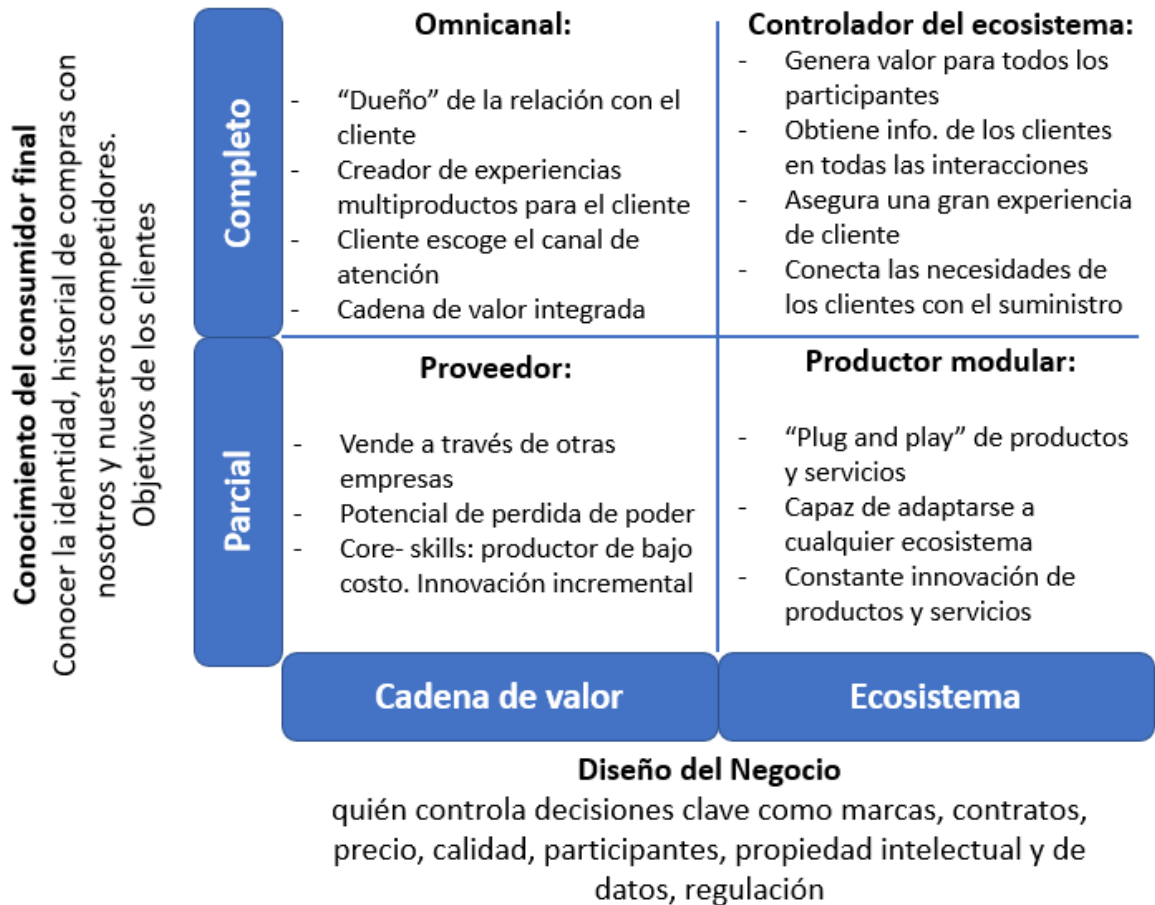 Conocimiento del consumidor final
Conocer la identidad, historial de compras con
nosotros y nuestros competidores.
Objetivos de los clientes
Completo
Omnicanal:
- “Dueño” de la relación con el
cliente
- Creador de experiencias
multiproductos para el cliente
- Cliente escoge el canal de
atención
- Cadena de valor integrada
Controlador del ecosistema:
- Genera valor para todos los
participantes
- Obtiene info. de los clientes
en todas las interacciones
- Asegura una gran experiencia
de cliente
- Conecta las necesidades de
los clientes con el suministro
Parcial
Proveedor:
- Vende a través de otras
empresas
- Potencial de perdida de poder
- Core- skills: productor de bajo
costo. Innovación incremental
Productor modular:
- “Plug and play” de productos
y servicios
- Capaz de adaptarse a
cualquier ecosistema
- Constante innovación de
productos y servicios
Cadena de valor
Ecosistema
Diseño del Negocio
quién controla decisiones clave como marcas, contratos,
precio, calidad, participantes, propiedad intelectual y de
datos, regulación